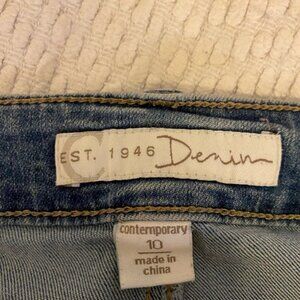 C
EST. 1946 Denim
contemporary
10
made in
china